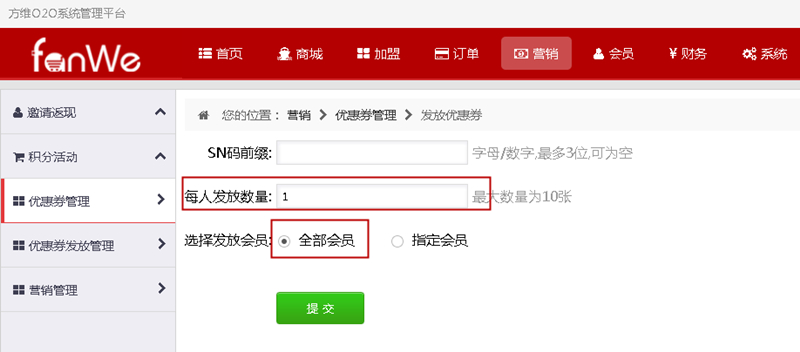 方维O2O系统管理平台
fanWe 首页 商城 加盟 订单 营销 会员 ¥ 财务 系统
邀请返现
积分活动
优惠券管理
优惠券发放管理
营销管理
您的位置： 营销 > 优惠券管理 > 发放优惠券
SN码前缀: 字母/数字,最多3位,可为空
每人发放数量: 1 最大数量为10张
选择发放会员: 全部会员 指定会员
提 交